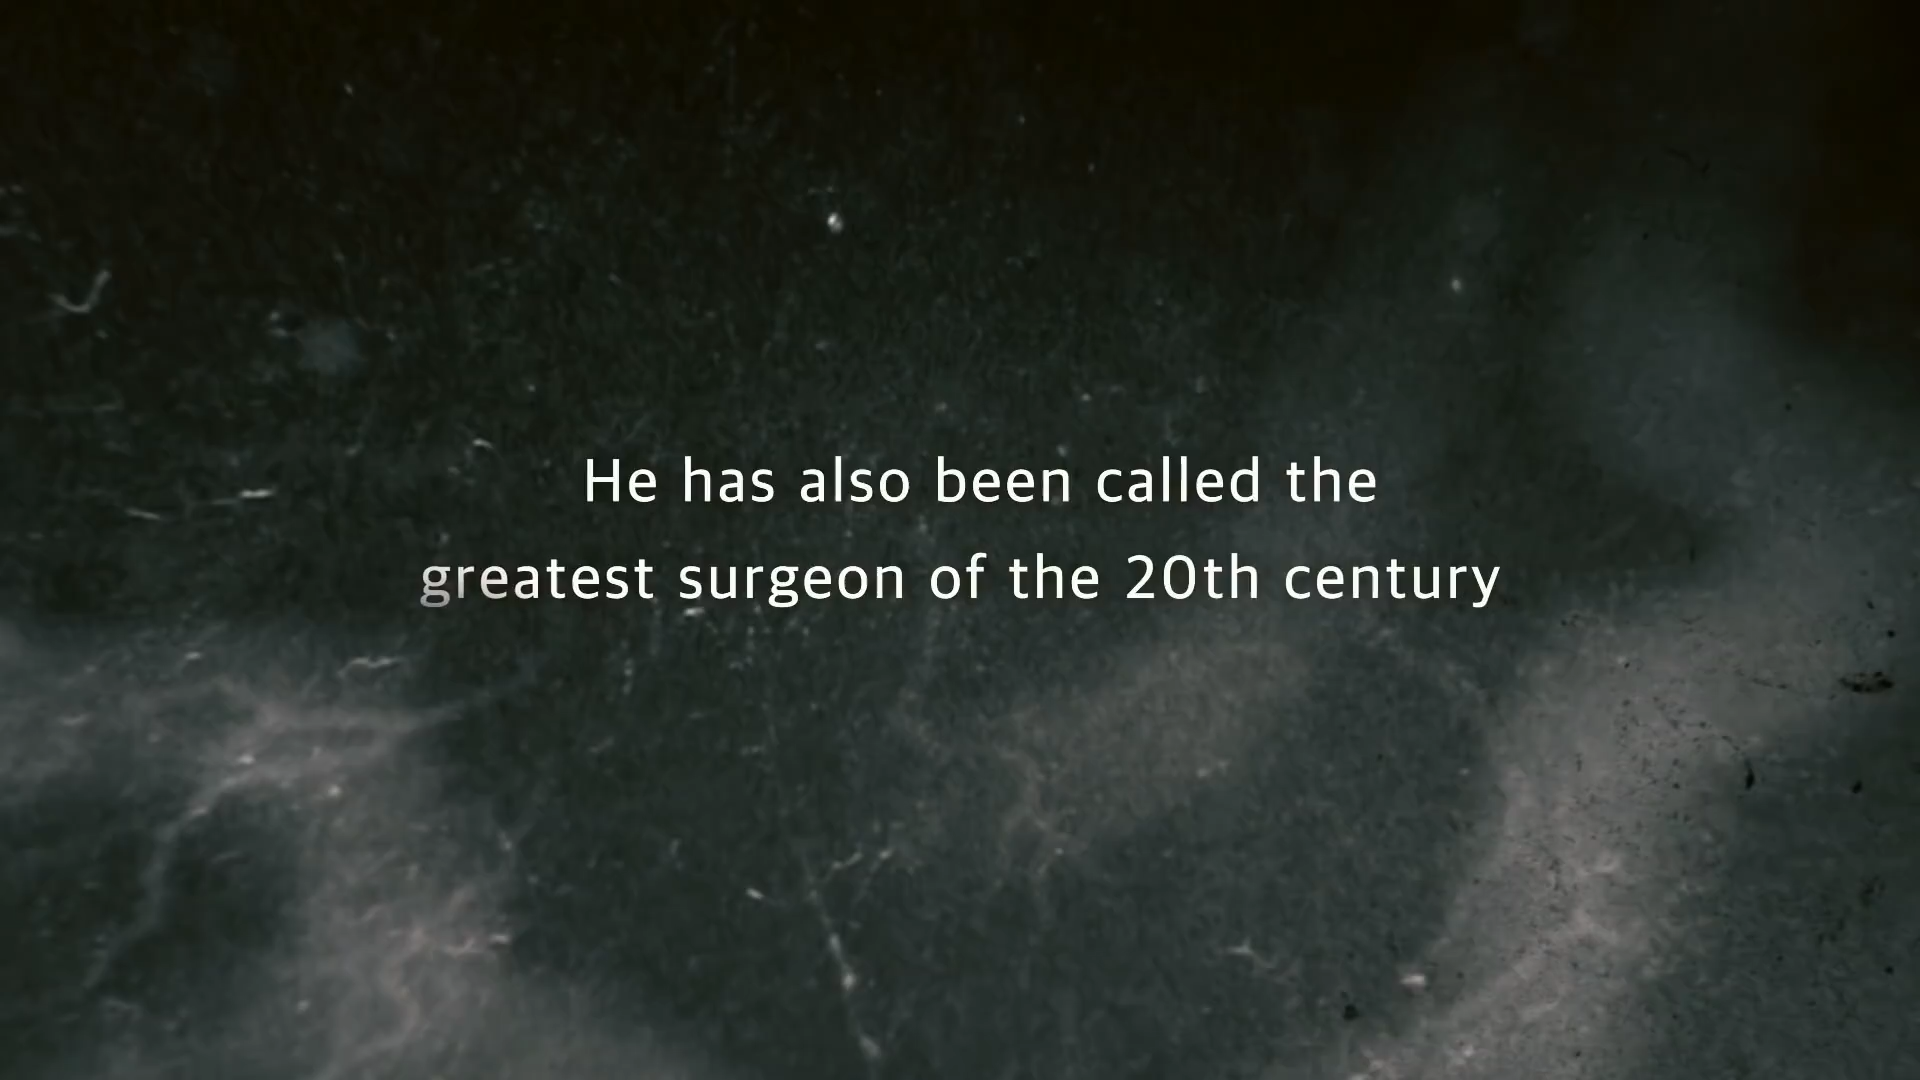 He has also been called the
greatest surgeon of the 20th century